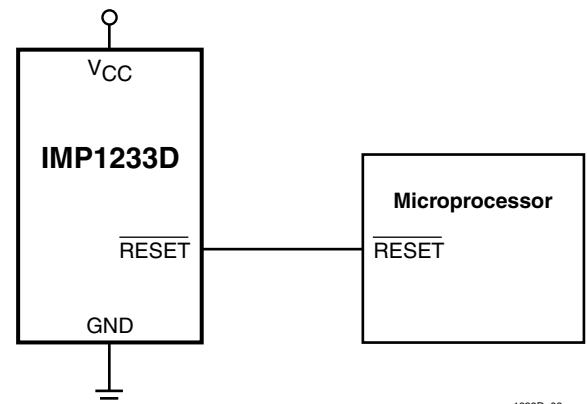 VCC
IMP1233D
Microprocessor
RESET
RESET
GND